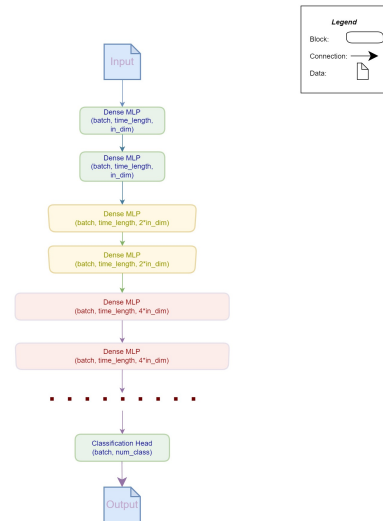 Legend
Block:
Connection:
Data:
Input
Dense MLP
(batch, time_length,
in_dim)
Dense MLP
(batch, time_length,
in_dim)
Dense MLP
(batch, time_length, 2*in_dim)
Dense MLP
(batch, time_length, 2*in_dim)
Dense MLP
(batch, time_length, 4*in_dim)
Dense MLP
(batch, time_length, 4*in_dim)
Classification Head
(batch, num_class)
Output